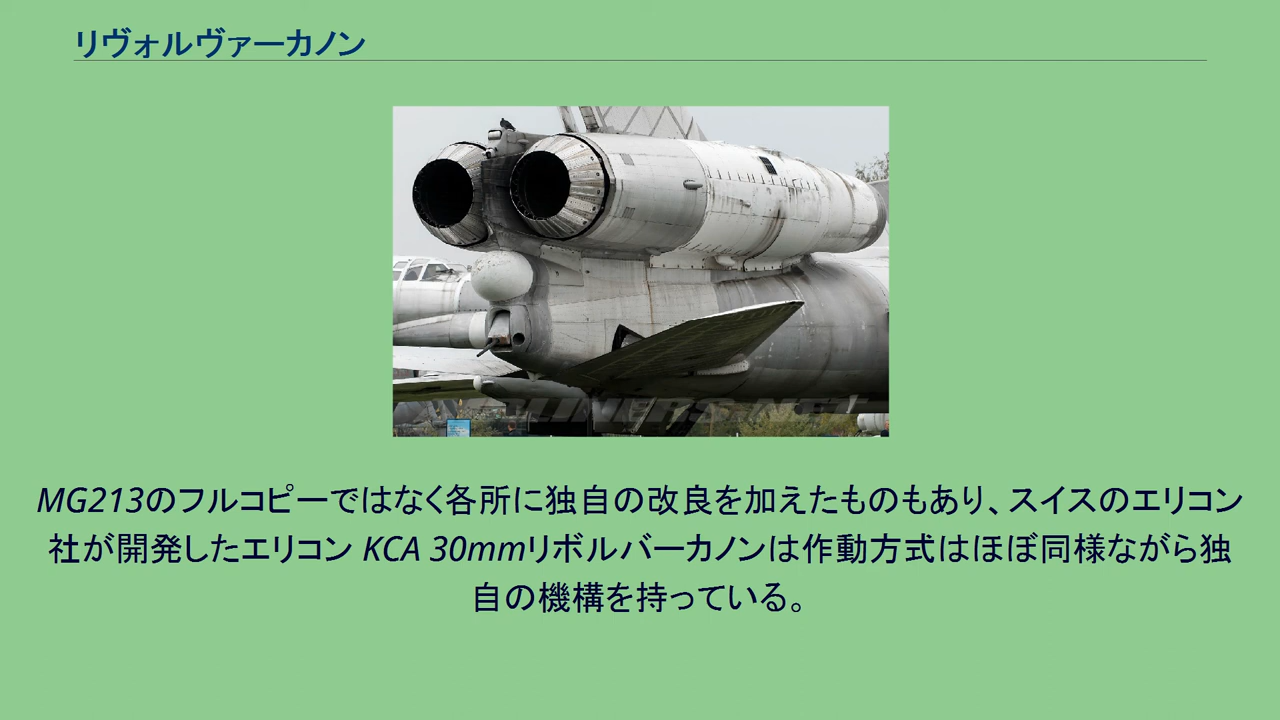 リヴォルヴァーカノン
MG213のフルコピーではなく各所に独自の改良を加えたものもあり、スイスのエリコン
社が開発したエリコン KCA 30mmリボルバーカノンは作動方式はほぼ同様ながら独
自の機構を持っている。